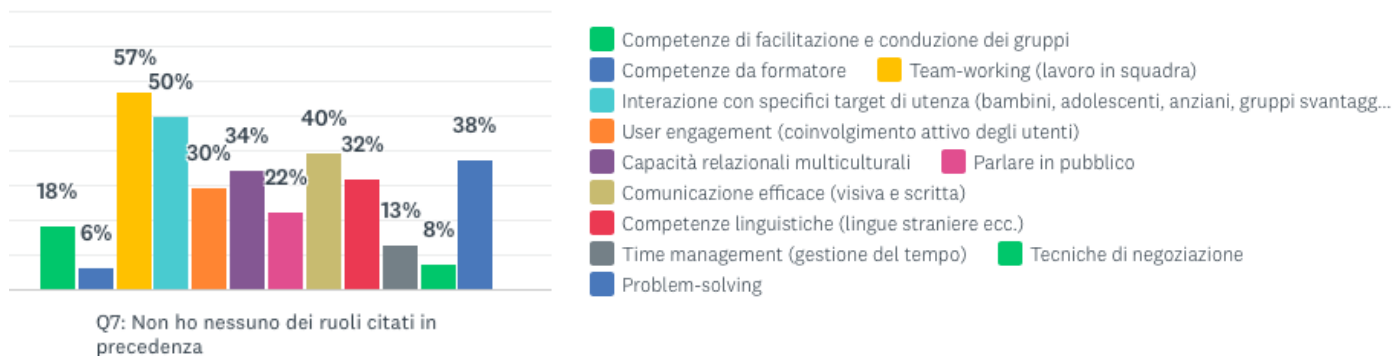 57%
50%
40%
38%
34%
32%
30%
22%
18%
13%
8%
6%
Q7: Non ho nessuno dei ruoli citati in
precedenza
Competenze di facilitazione e conduzione dei gruppi
Competenze da formatore Team-working (lavoro in squadra)
Interazione con specifici target di utenza (bambini, adolescenti, anziani, gruppi svantagg...
User engagement (coinvolgimento attivo degli utenti)
Capacità relazionali multiculturali Parlare in pubblico
Comunicazione efficace (visiva e scritta)
Competenze linguistiche (lingue straniere ecc.)
Time management (gestione del tempo) Tecniche di negoziazione
Problem-solving